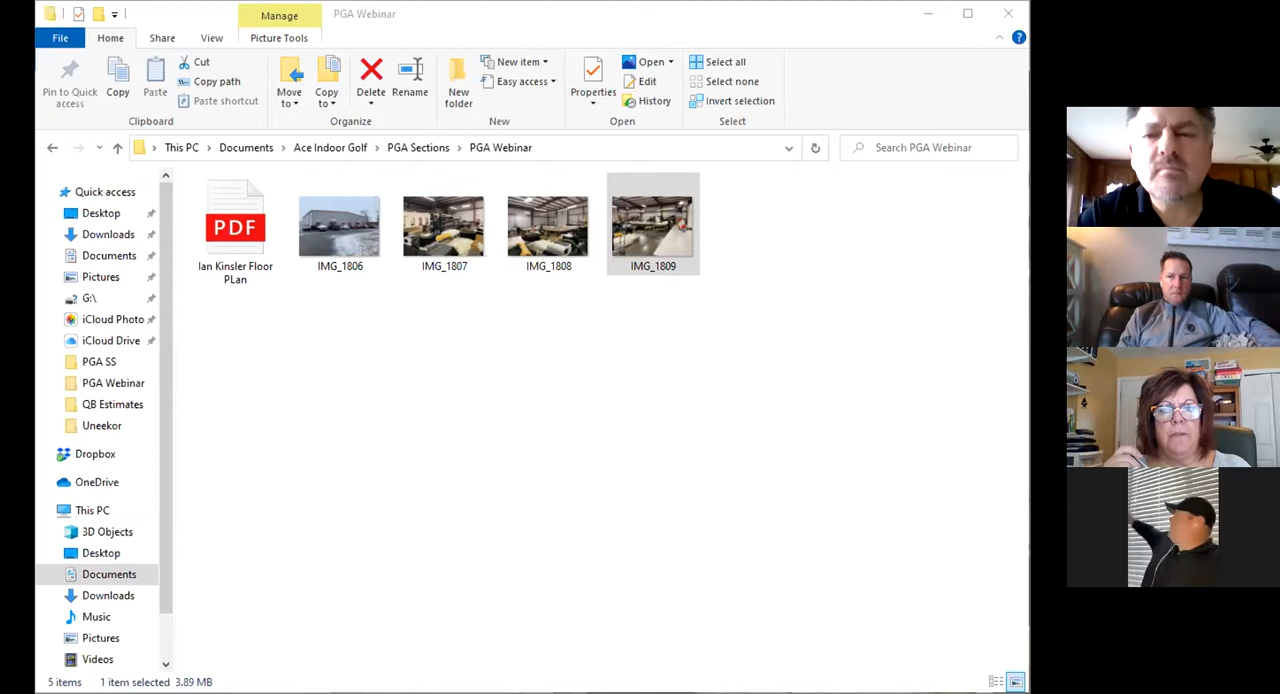 Manage
PGA Webinar
File
Home
Share
View
Picture Tools
Pin to Quick access
Copy
Paste
Cut
Copy path
Paste shortcut
Clipboard
Move to
Copy to
Delete
Rename
Organize
New folder
New item
Easy access
New
Properties
Open
Edit
History
Open
Select all
Select none
Invert selection
Select
This PC > Documents > Ace Indoor Golf > PGA Sections > PGA Webinar
Search PGA Webinar
Quick access
Desktop
Downloads
Documents
Pictures
G:\
iCloud Photo
iCloud Drive
PGA SS
PGA Webinar
QB Estimates
Uneekor
Dropbox
OneDrive
This PC
3D Objects
Desktop
Documents
Downloads
Music
Pictures
Videos
PDF
Ian Kinsler Floor
PLan
IMG_1806
IMG_1807
IMG_1808
IMG_1809
5 items
1 item selected 3.89 MB